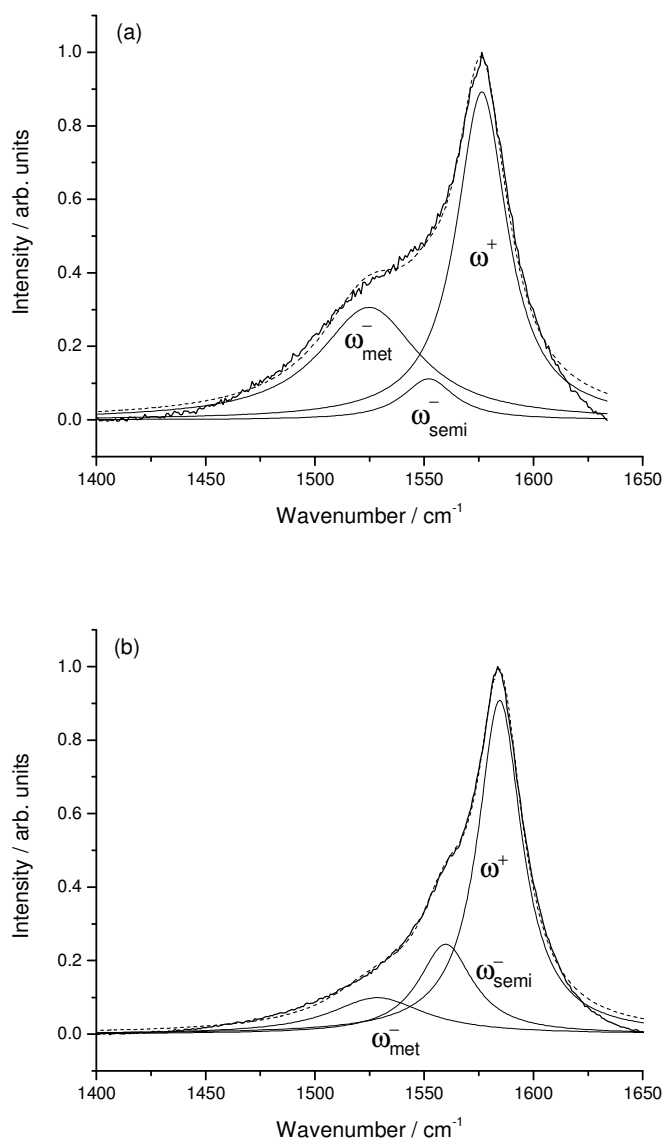 (a)
1.0
0.8
0.6
0.4
0.2
0.0
Intensity / arb. units
ω⁺
ω⁻met
ω⁻semi
1400 1450 1500 1550 1600 1650
Wavenumber / cm⁻¹
(b)
1.0
0.8
0.6
0.4
0.2
0.0
Intensity / arb. units
ω⁺
ω⁻semi
ω⁻met
1400 1450 1500 1550 1600 1650
Wavenumber / cm⁻¹